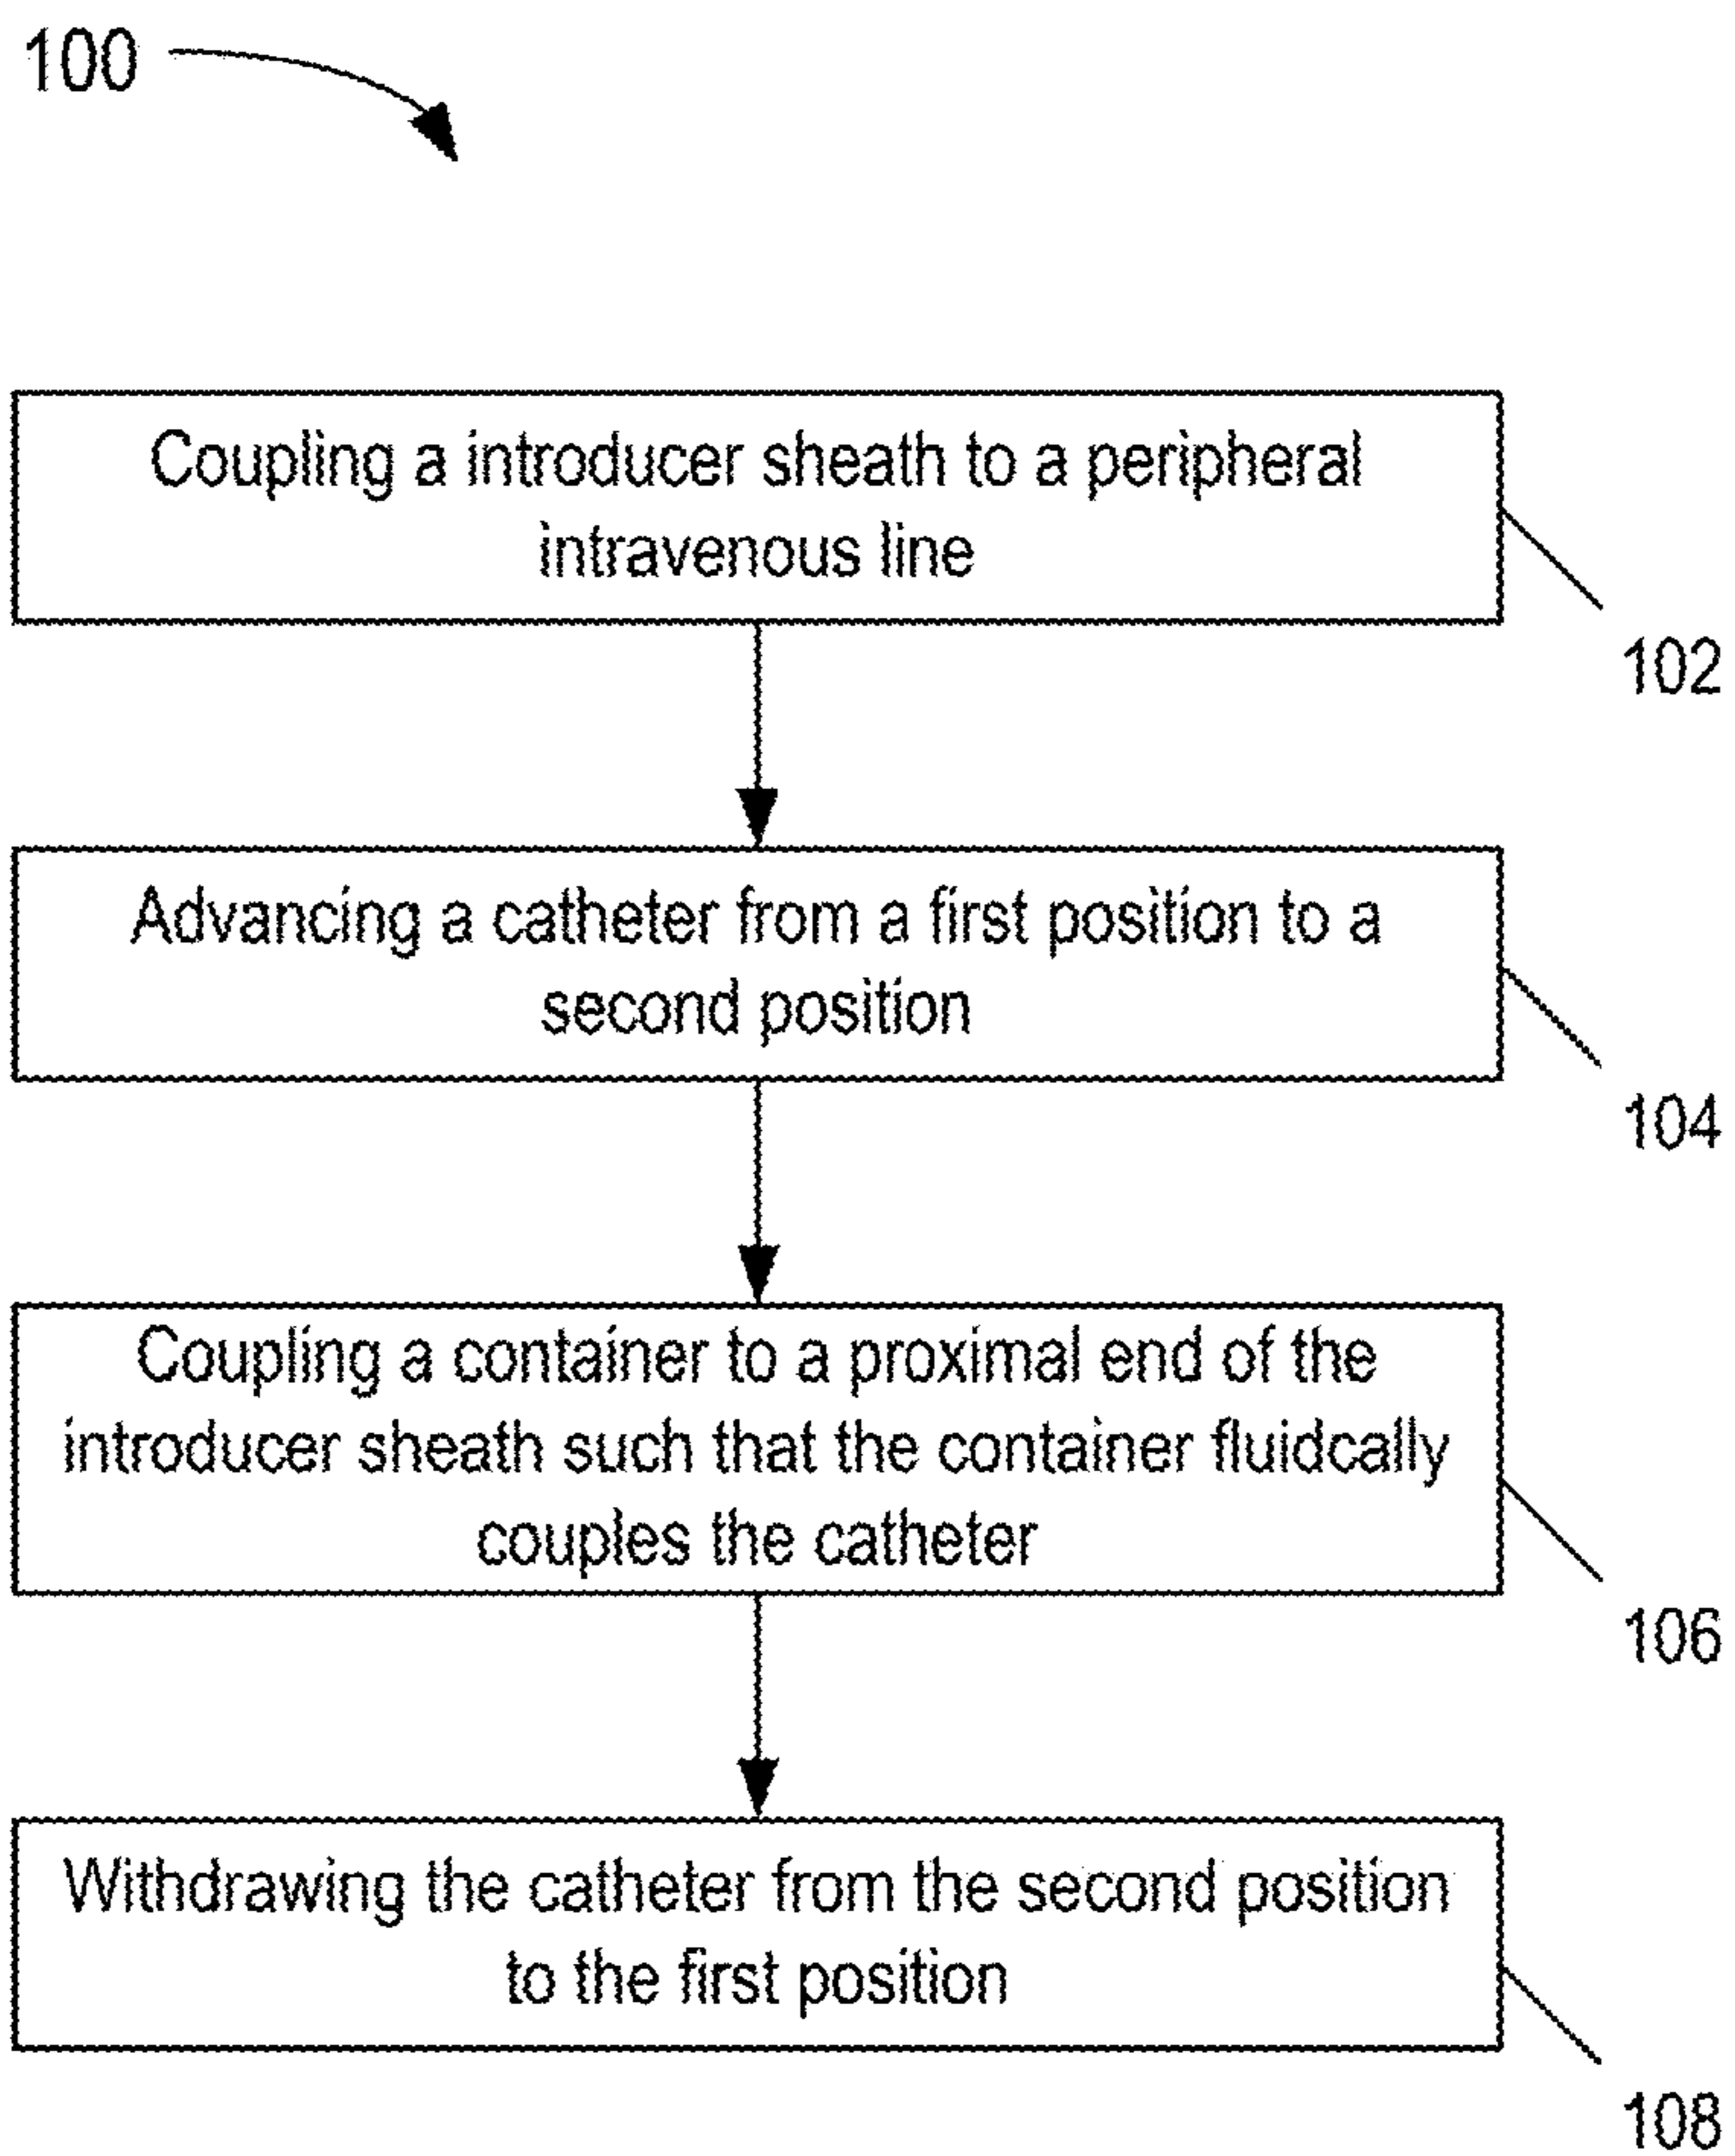 100
Coupling a introducer sheath to a peripheral
intravenous line
102
Advancing a catheter from a first position to a
second position
104
Coupling a container to a proximal end of the
introducer sheath such that the container fluidcally
couples the catheter
106
Withdrawing the catheter from the second position
to the first position
108